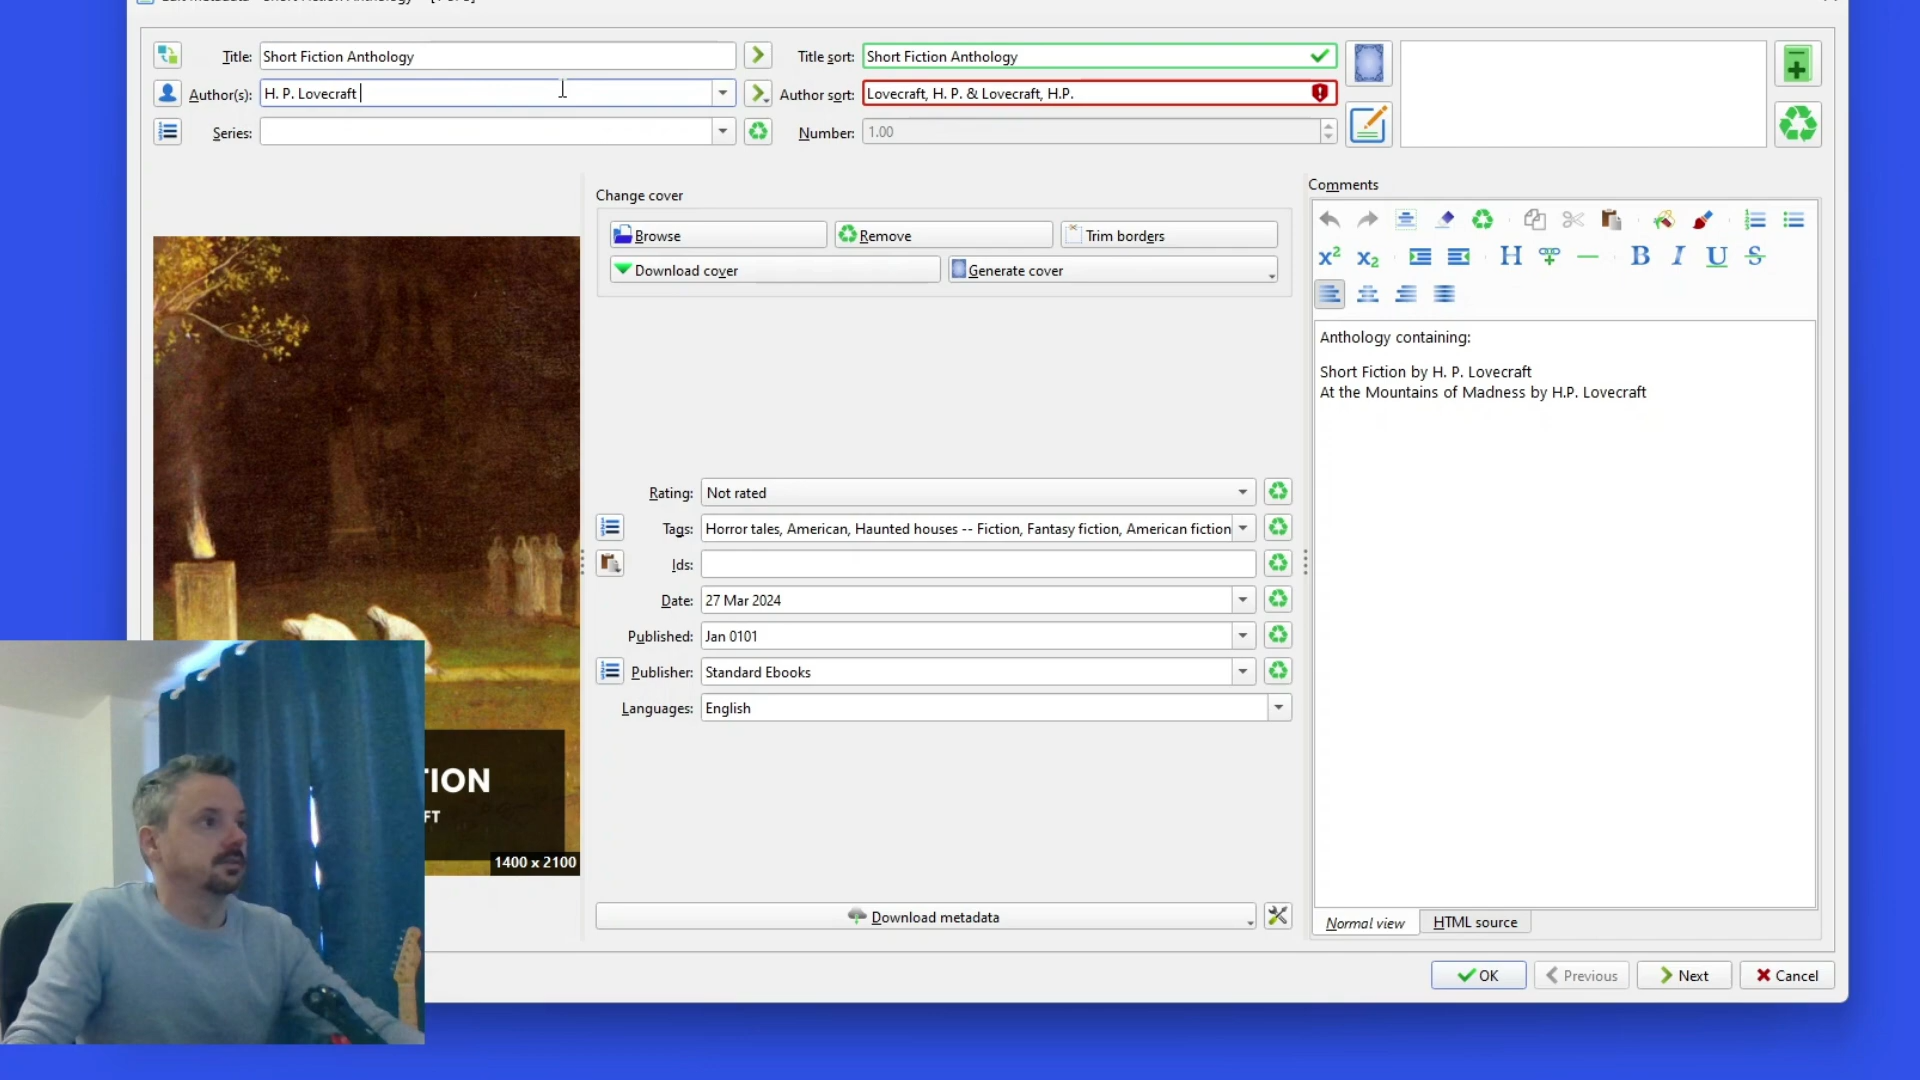 Title: Short Fiction Anthology
Title sort: Short Fiction Anthology
Author(s): H. P. Lovecraft
Author sort: Lovecraft, H. P. & Lovecraft, H.P.
Series:
Number: 1.00
Change cover
Browse
Remove
Trim borders
Download cover
Generate cover
1400 x 2100
Rating: Not rated
Tags: Horror tales, American, Haunted houses -- Fiction, Fantasy fiction, American fiction
Ids:
Date: 27 Mar 2024
Published: Jan 0101
Publisher: Standard Ebooks
Languages: English
Download metadata
Comments
Anthology containing:
Short Fiction by H. P. Lovecraft
At the Mountains of Madness by H.P. Lovecraft
Normal view
HTML source
OK
Previous
Next
Cancel